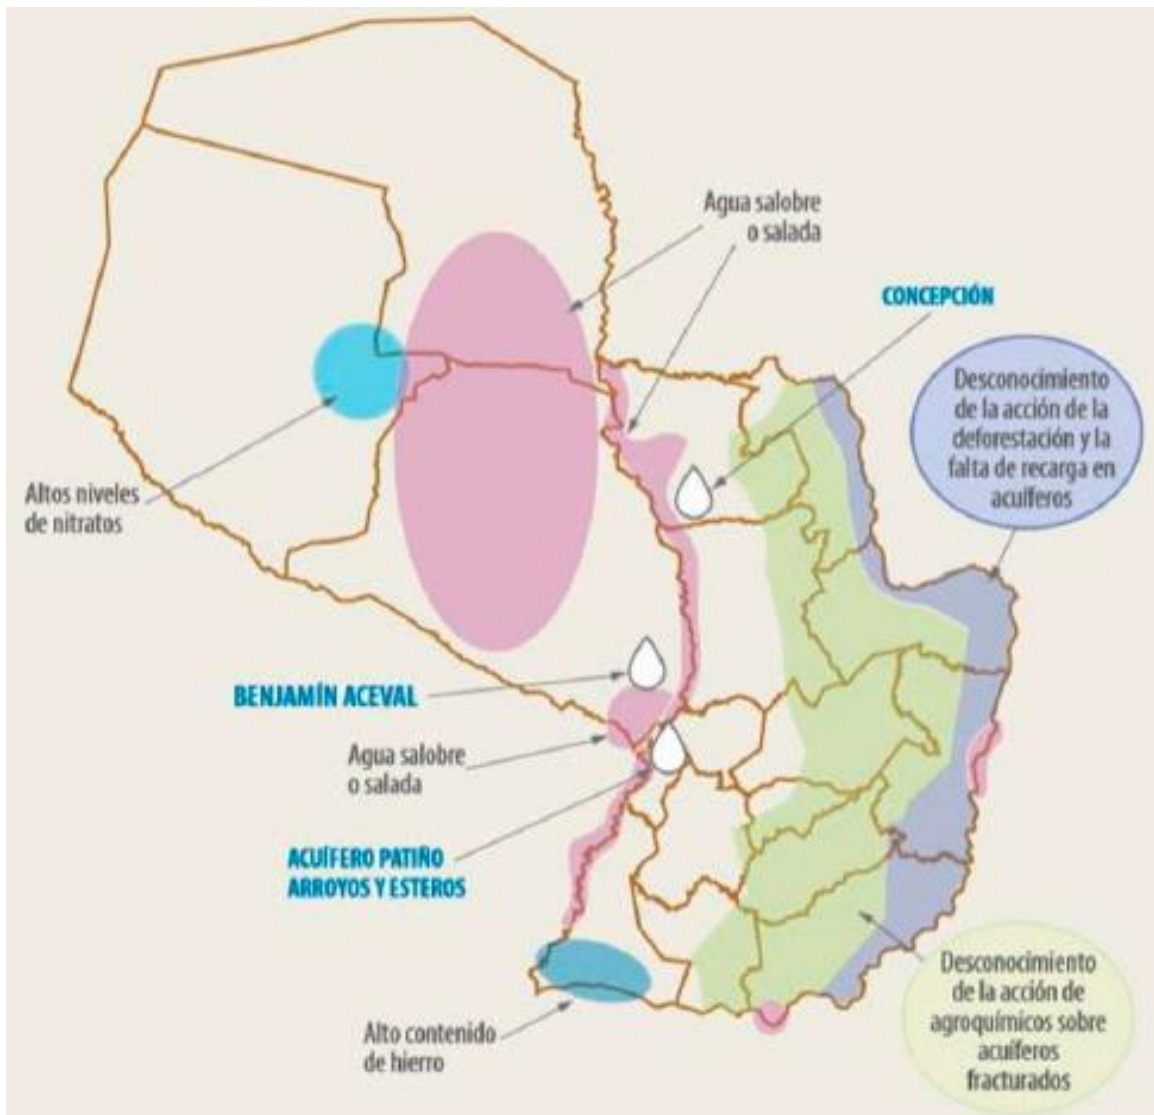 Agua salobre
o salada
CONCEPCIÓN
Desconocimiento
de la acción de la
deforestación y la
falta de recarga en
acuíferos
Altos niveles
de nitratos
BENJAMÍN ACEVAL
Agua salobre
o salada
ACUÍFERO PATIÑO
ARROYOS Y ESTEROS
Alto contenido
de hierro
Desconocimiento
de la acción de
agroquímicos sobre
acuíferos
fracturados